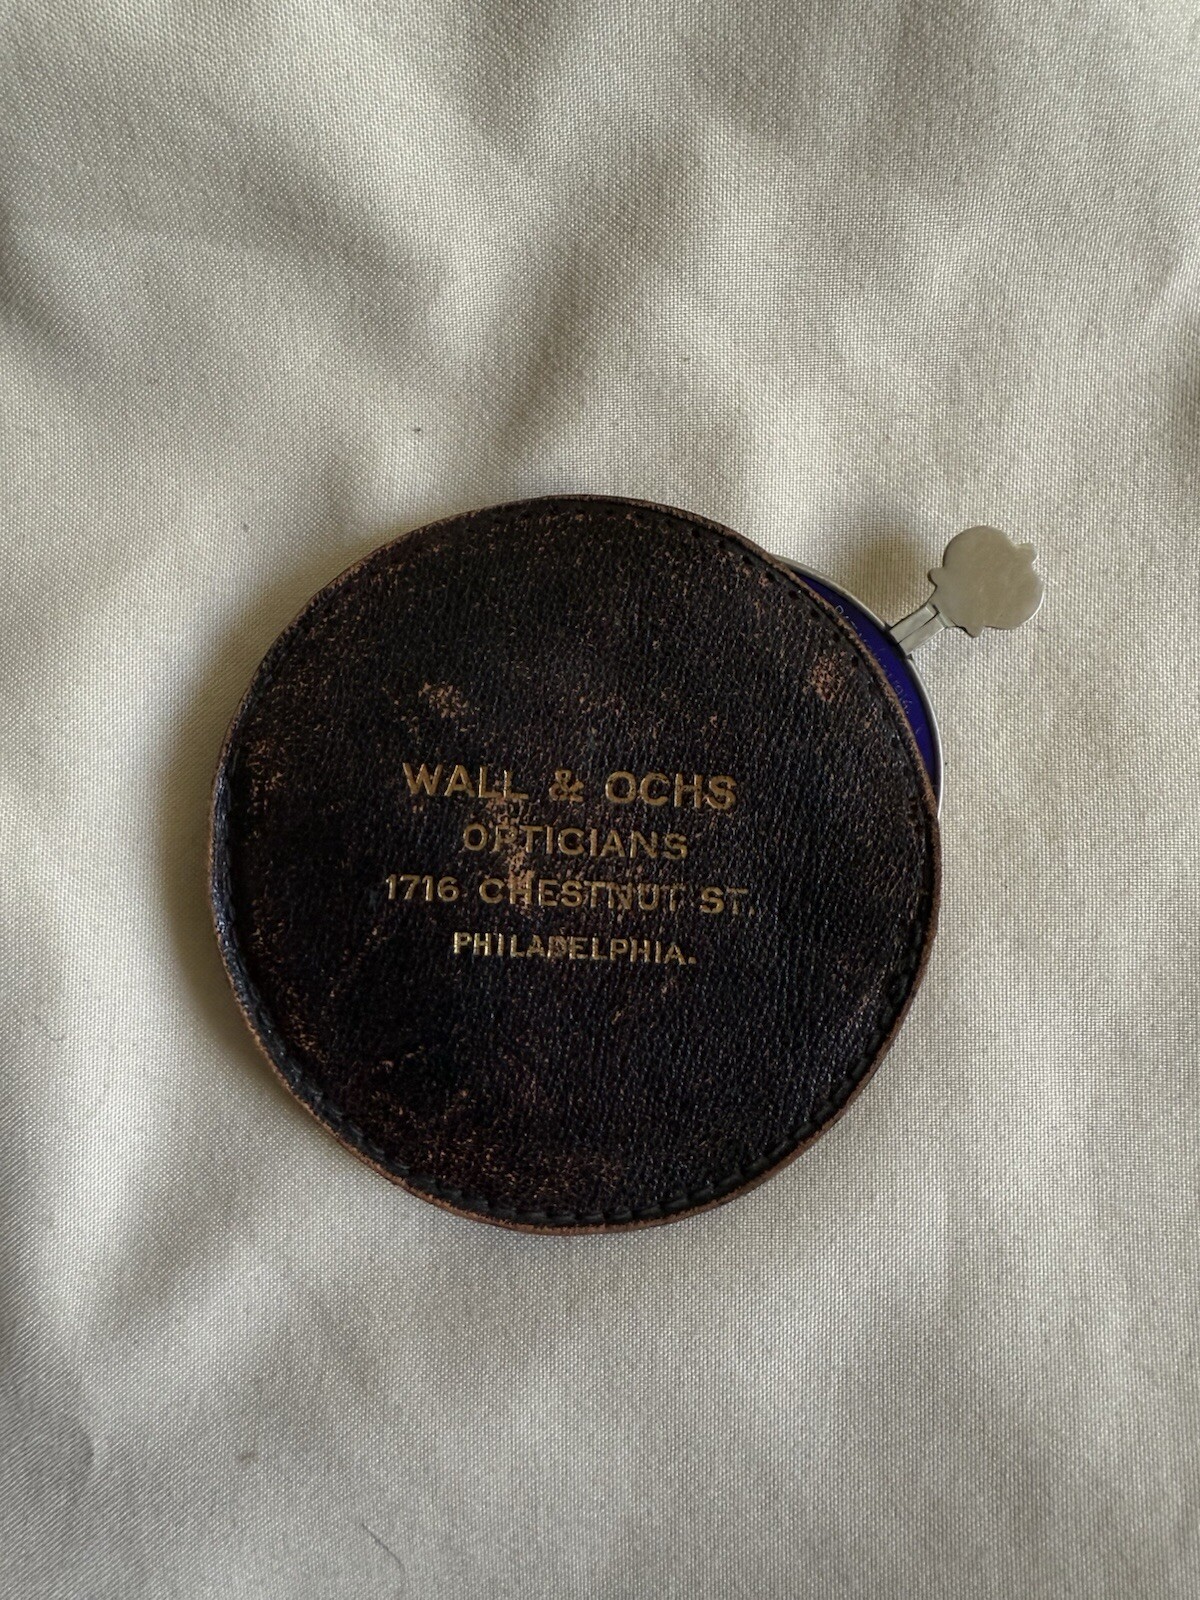 WALL & OCHS
OPTICIANS
1716 CHESTNUT ST.
PHILADELPHIA.